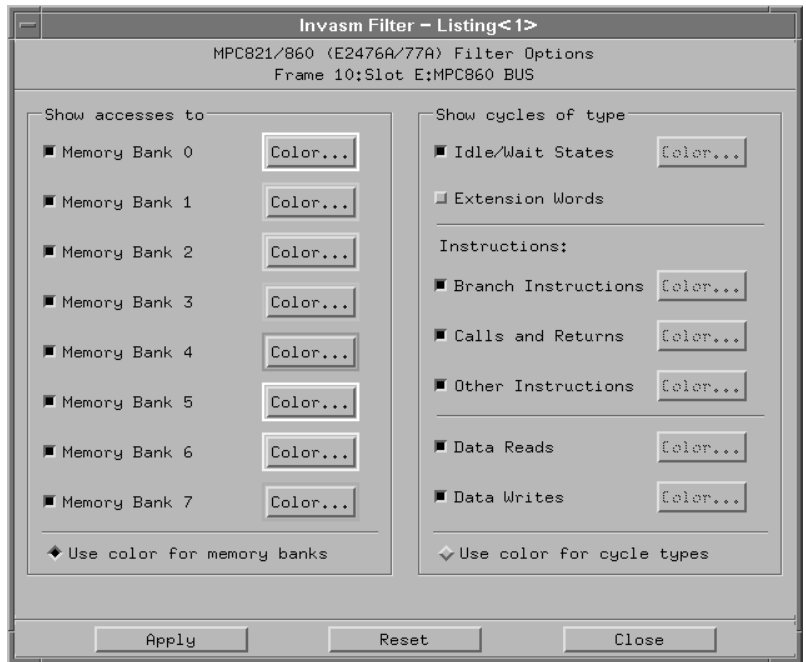 Invasm Filter - Listing<1>
MPC821/860 (E2476A/77A) Filter Options
Frame 10:Slot E:MPC860 BUS
Show accesses to
Memory Bank 0 Color...
Memory Bank 1 Color...
Memory Bank 2 Color...
Memory Bank 3 Color...
Memory Bank 4 Color...
Memory Bank 5 Color...
Memory Bank 6 Color...
Memory Bank 7 Color...
Use color for memory banks
Show cycles of type
Idle/Wait States Color...
Extension Words
Instructions:
Branch Instructions Color...
Calls and Returns Color...
Other Instructions Color...
Data Reads Color...
Data Writes Color...
Use color for cycle types
Apply Reset Close